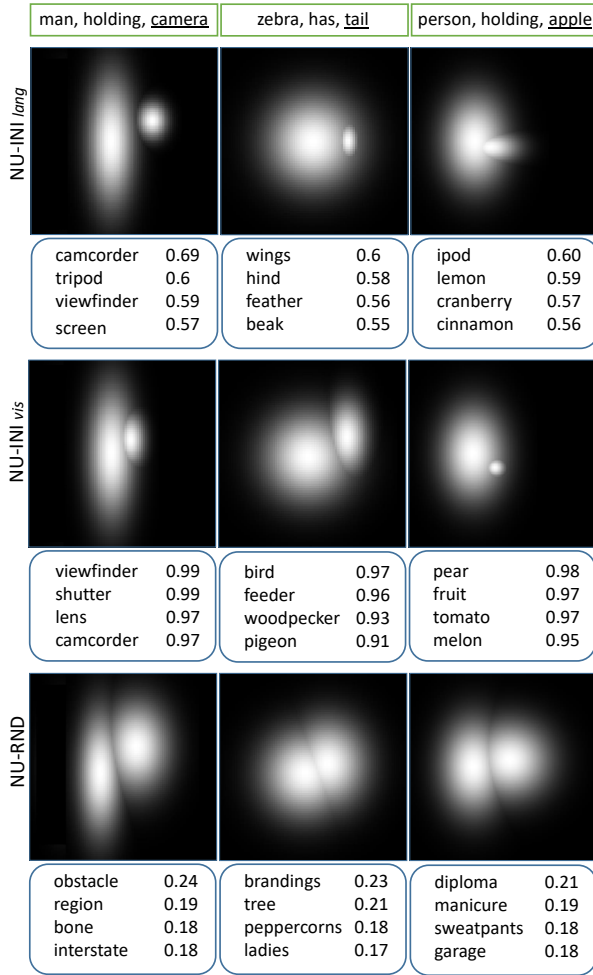 man, holding, camera
zebra, has, tail
person, holding, apple
NU-INI lang
camcorder 0.69
tripod 0.6
viewfinder 0.59
screen 0.57
wings 0.6
hind 0.58
feather 0.56
beak 0.55
ipod 0.60
lemon 0.59
cranberry 0.57
cinnamon 0.56
NU-INI vis
viewfinder 0.99
shutter 0.99
lens 0.97
camcorder 0.97
bird 0.97
feeder 0.96
woodpecker 0.93
pigeon 0.91
pear 0.98
fruit 0.97
tomato 0.97
melon 0.95
NU-RND
obstacle 0.24
region 0.19
bone 0.18
interstate 0.18
brandings 0.23
tree 0.21
peppercorns 0.18
ladies 0.17
diploma 0.21
manicure 0.19
sweatpants 0.18
garage 0.18